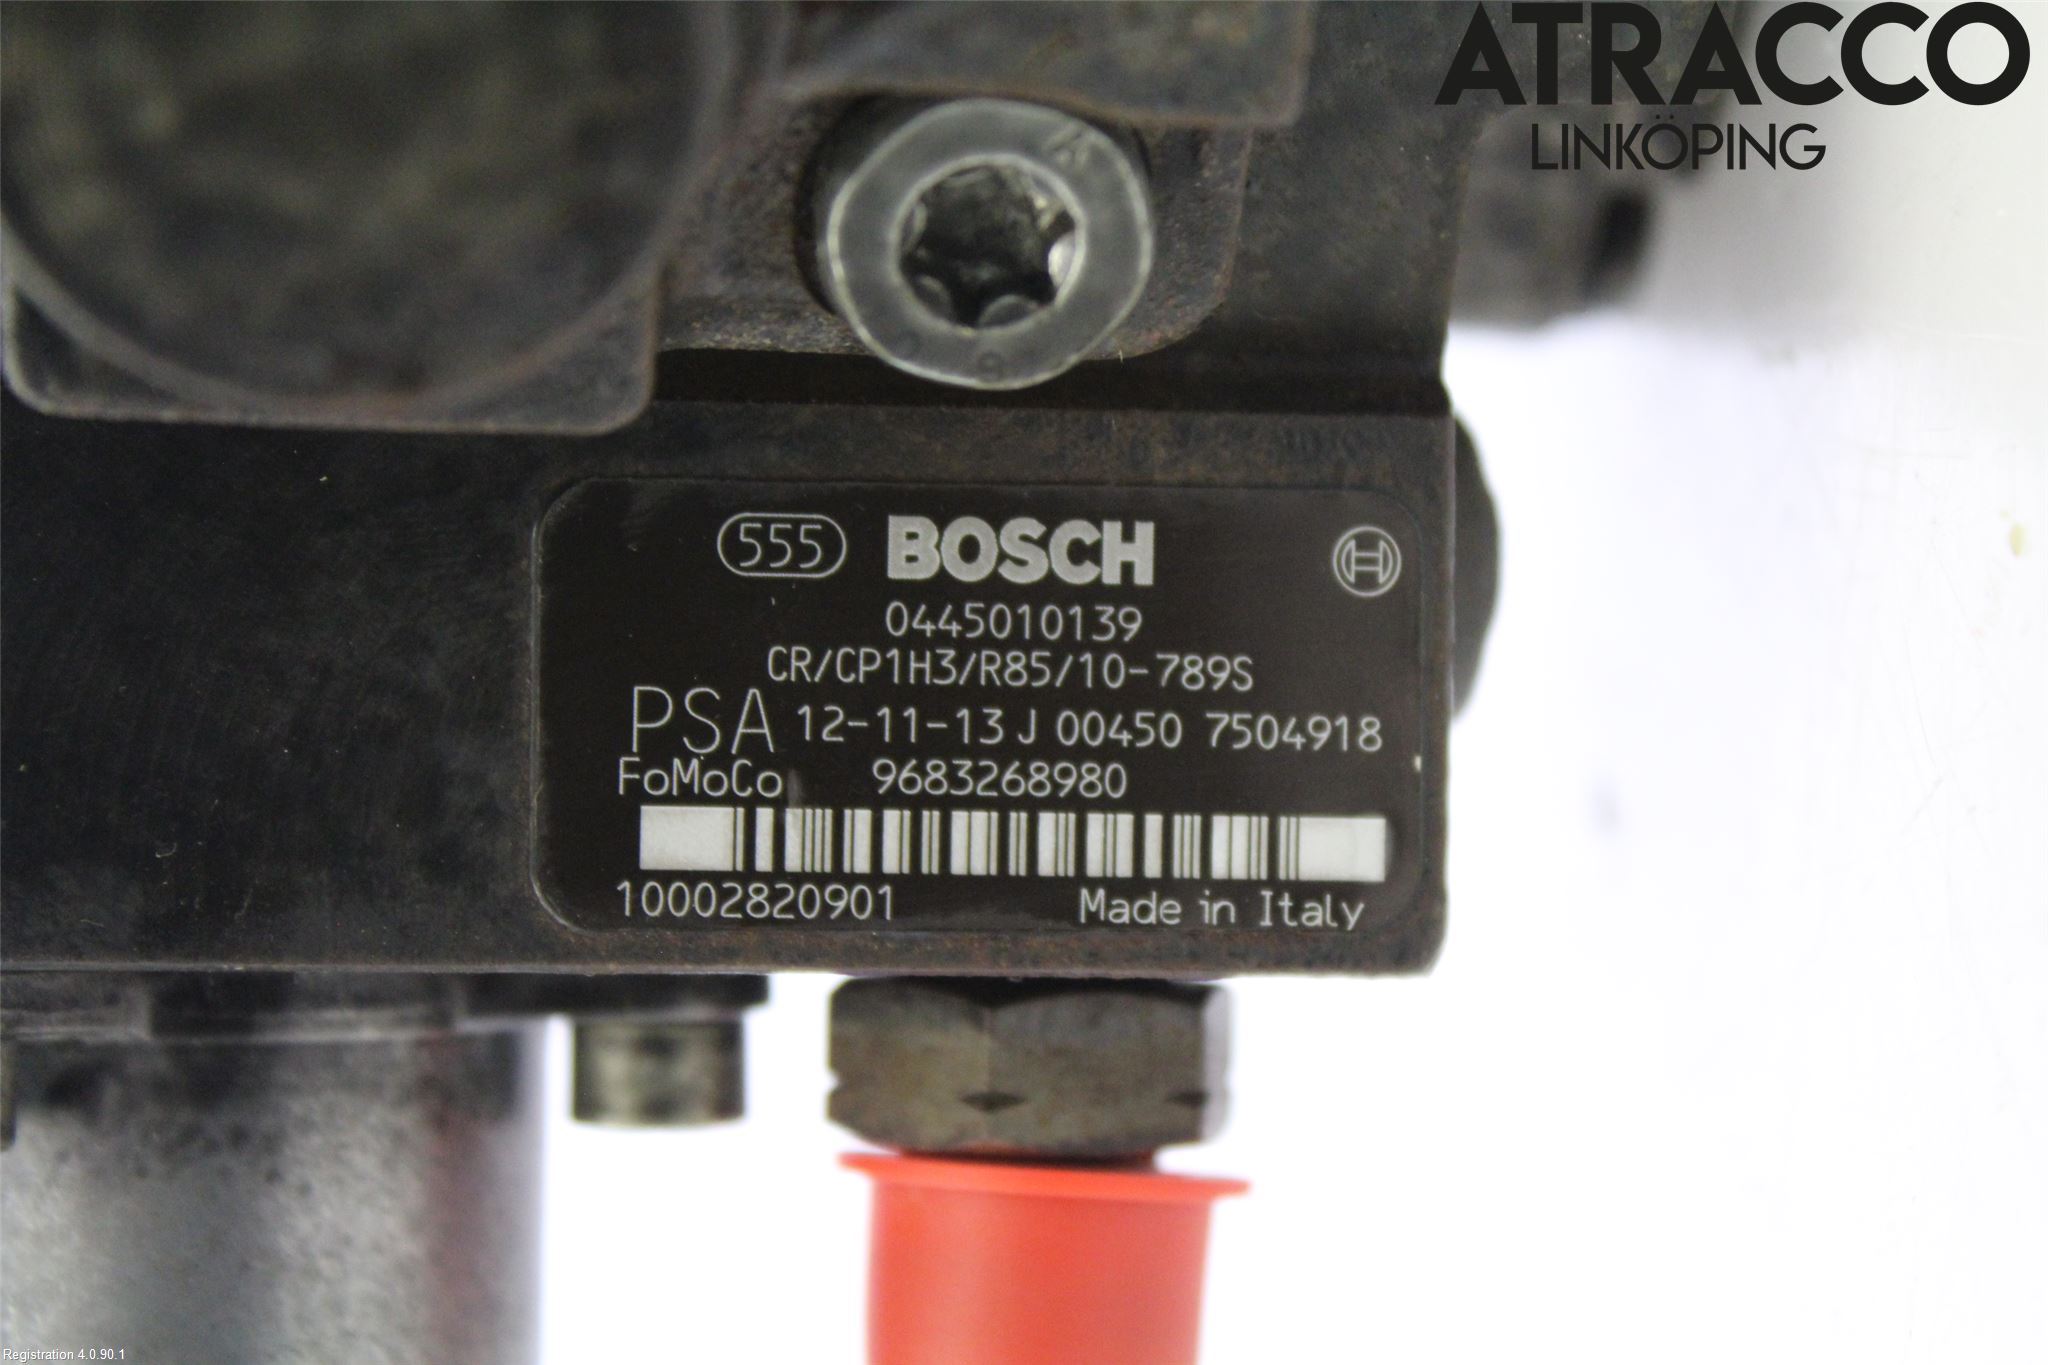 ATRACCO
LINKÖPING
555 BOSCH
0445010139
CR/CP1H3/R85/10-789S
PSA 12-11-13 J 00450 7504918
FoMoCo 9683268980
10002820901 Made in Italy
Registration 4.0.90.1